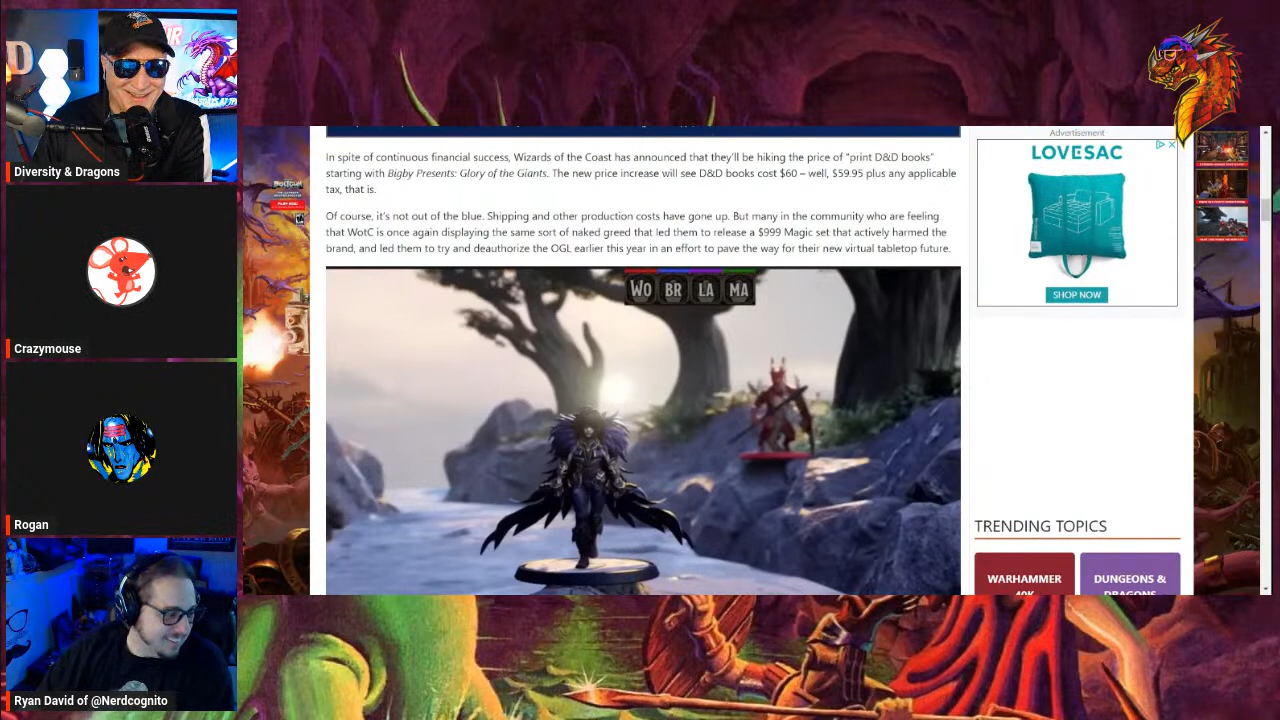 Diversity & Dragons
Crazymouse
Rogan
Ryan David of @Nerdcognito
In spite of continuous financial success, Wizards of the Coast has announced that they'll be hiking the price of "print D&D books"
starting with Bigby Presents: Glory of the Giants. The new price increase will see D&D books cost $60 – well, $59.95 plus any applicable
tax, that is.
Of course, it's not out of the blue. Shipping and other production costs have gone up. But many in the community who are feeling
that WotC is once again displaying the same sort of naked greed that led them to release a $999 Magic set that actively harmed the
brand, and led them to try and deauthorize the OGL earlier this year in an effort to pave the way for their new virtual tabletop future.
WO BR LA MA
Advertisement
LOVESAC
SHOP NOW
TRENDING TOPICS
WARHAMMER
40K
DUNGEONS &
DRAGONS